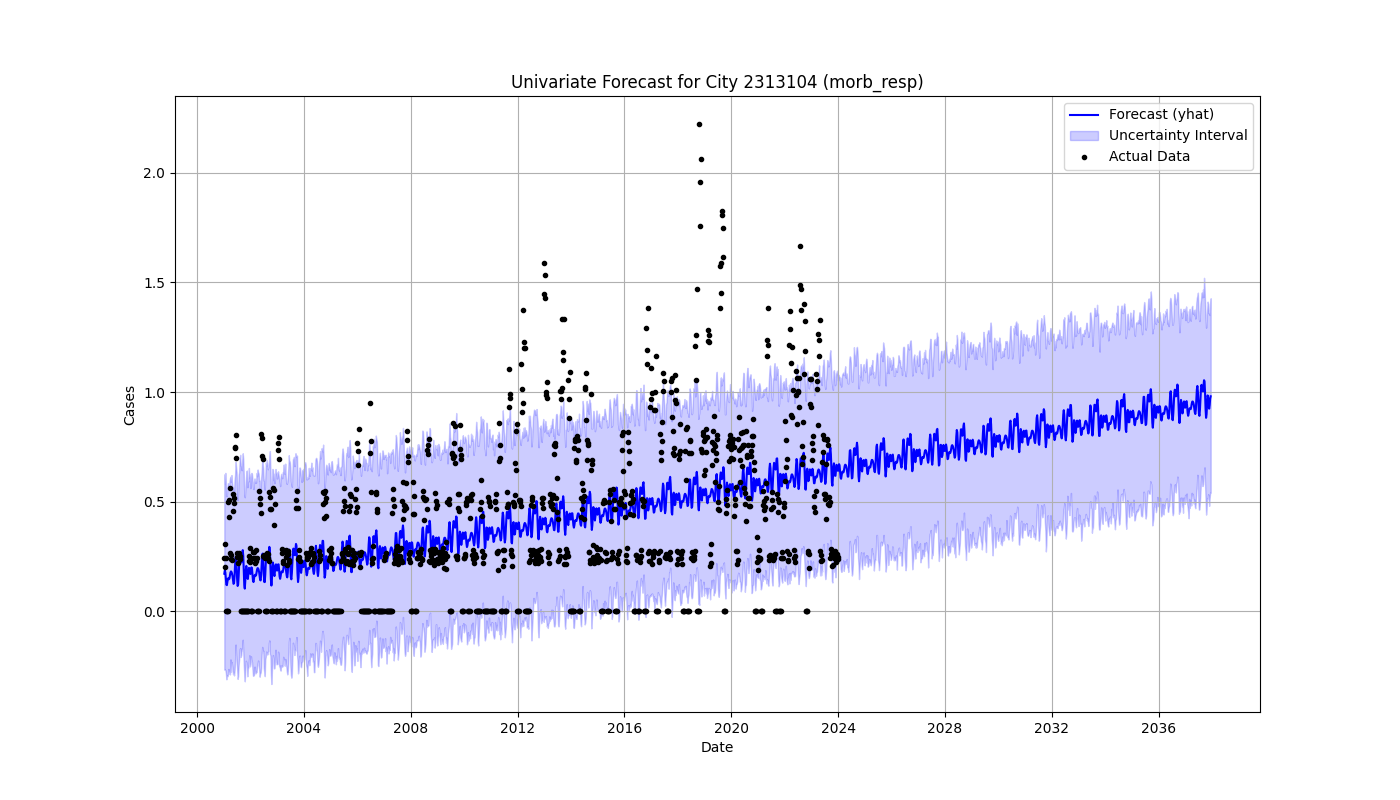 Univariate Forecast for City 2313104 (morb_resp)
Forecast (yhat)
Uncertainty Interval
Actual Data
Cases
2.0
1.5
1.0
0.5
0.0
2000 2004 2008 2012 2016 2020 2024 2028 2032 2036
Date